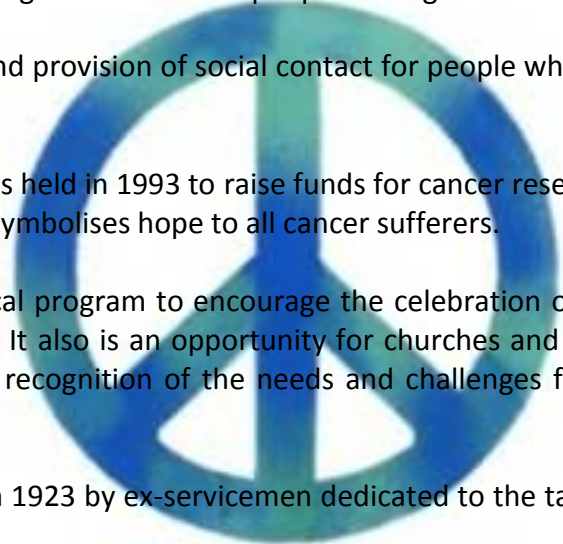 nd provision of social contact for people wh
s held in 1993 to raise funds for cancer rese
ymbolises hope to all cancer sufferers.
cal program to encourage the celebration o
It also is an opportunity for churches and
recognition of the needs and challenges f
1923 by ex-servicemen dedicated to the ta